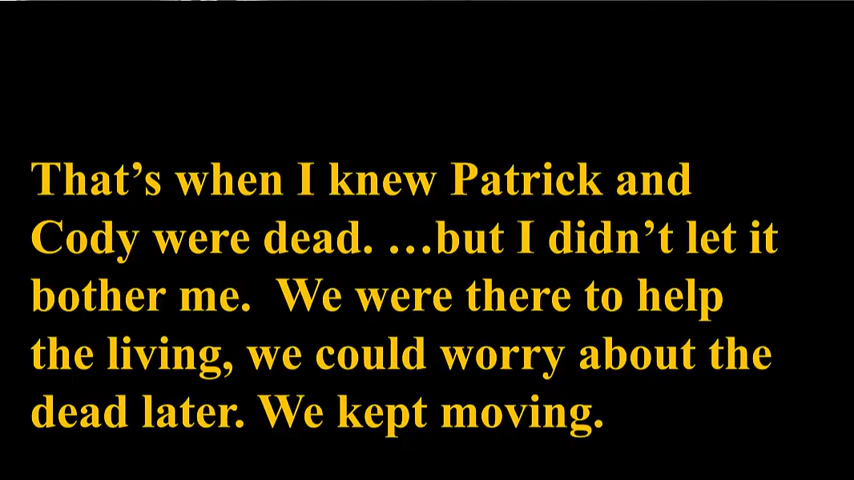 That’s when I knew Patrick and
Cody were dead. …but I didn’t let it
bother me.  We were there to help
the living, we could worry about the
dead later. We kept moving.